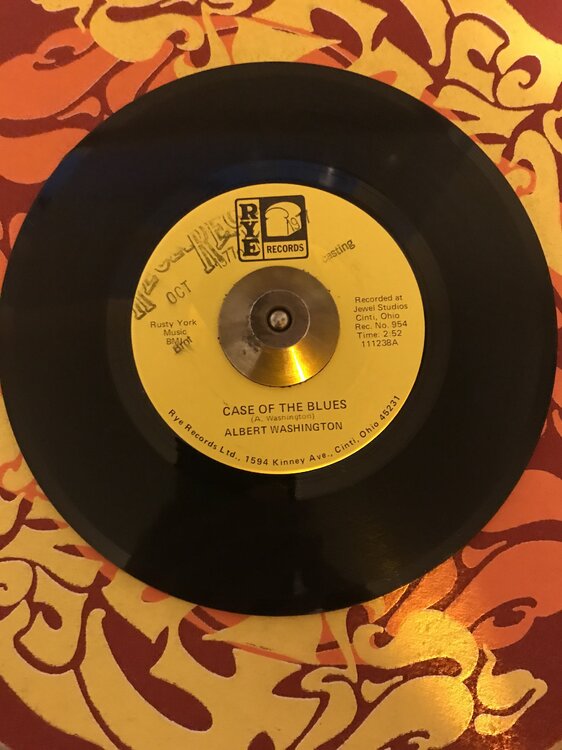 RYE
RECORDS
OCT
casting
Rusty York
Music
BMI
Recorded at
Jewel Studios
Cinti, Ohio
Rec. No. 954
Time: 2:52
111238A
CASE OF THE BLUES
(A. Washington)
ALBERT WASHINGTON
Rye Records Ltd., 1594 Kinney Ave., Cinti, Ohio 45231